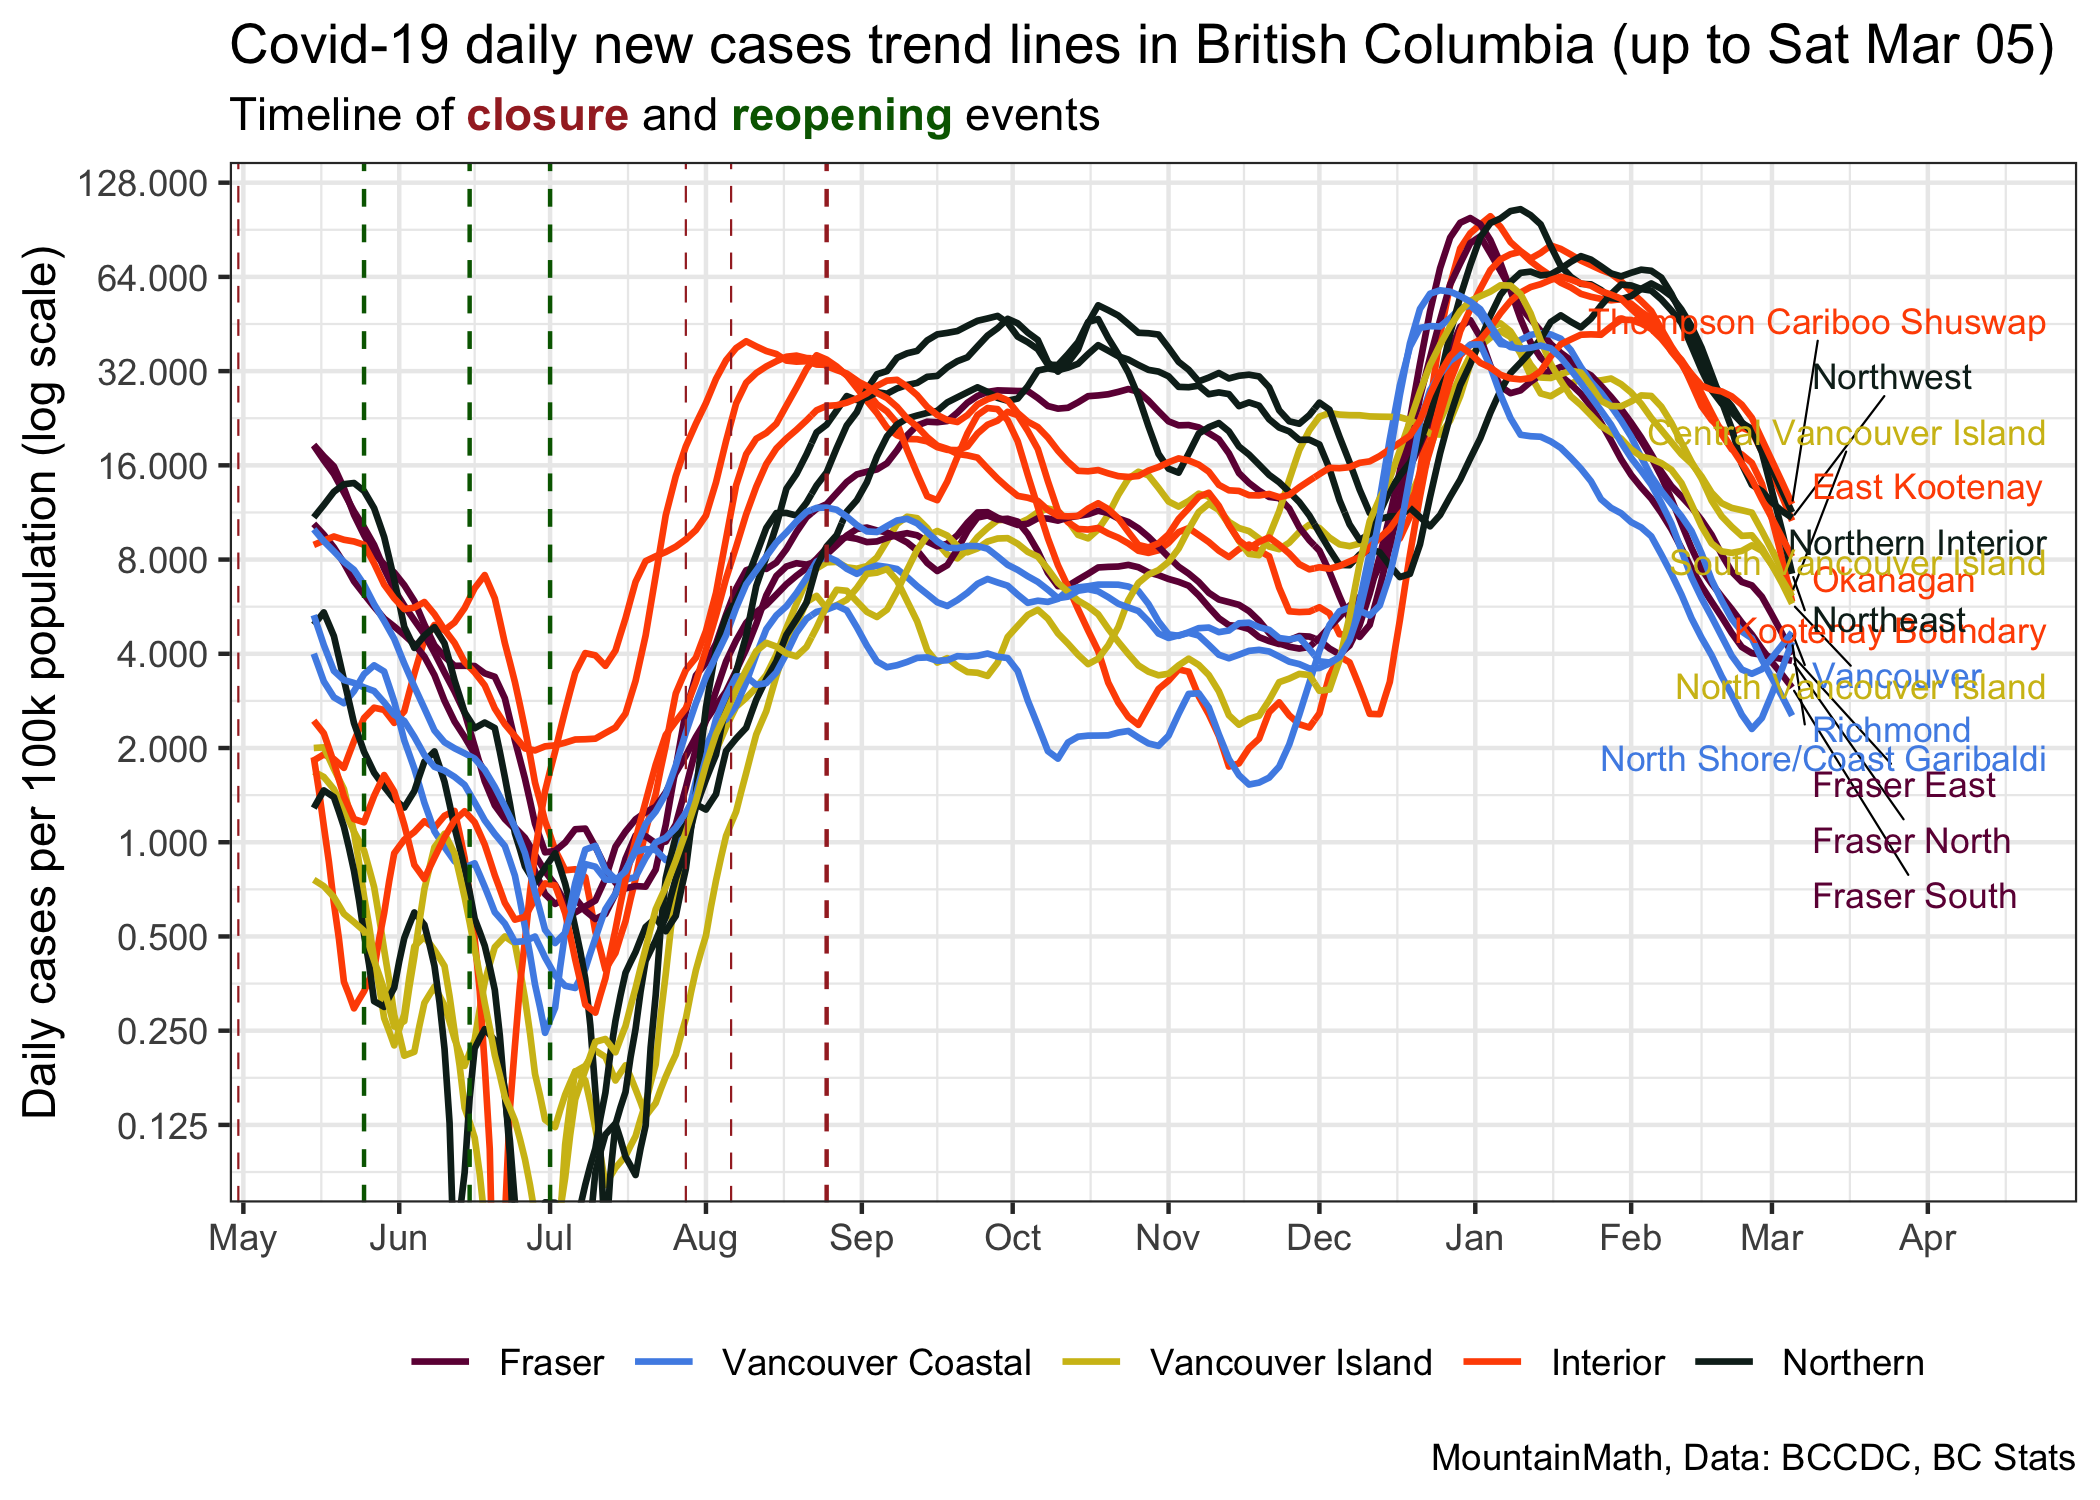 Covid-19 daily new cases trend lines in British Columbia (up to Sat Mar 05)
Timeline of closure and reopening events
Daily cases per 100k population (log scale)
128.000
64.000
32.000
16.000
8.000
4.000
2.000
1.000
0.500
0.250
0.125
Thompson Cariboo Shuswap
Northwest
Central Vancouver Island
East Kootenay
Northern Interior
South Vancouver Island
Okanagan
Northeast
Kootenay Boundary
Vancouver
North Vancouver Island
Richmond
North Shore/Coast Garibaldi
Fraser East
Fraser North
Fraser South
May Jun Jul Aug Sep Oct Nov Dec Jan Feb Mar Apr
Fraser Vancouver Coastal Vancouver Island Interior Northern
MountainMath, Data: BCCDC, BC Stats